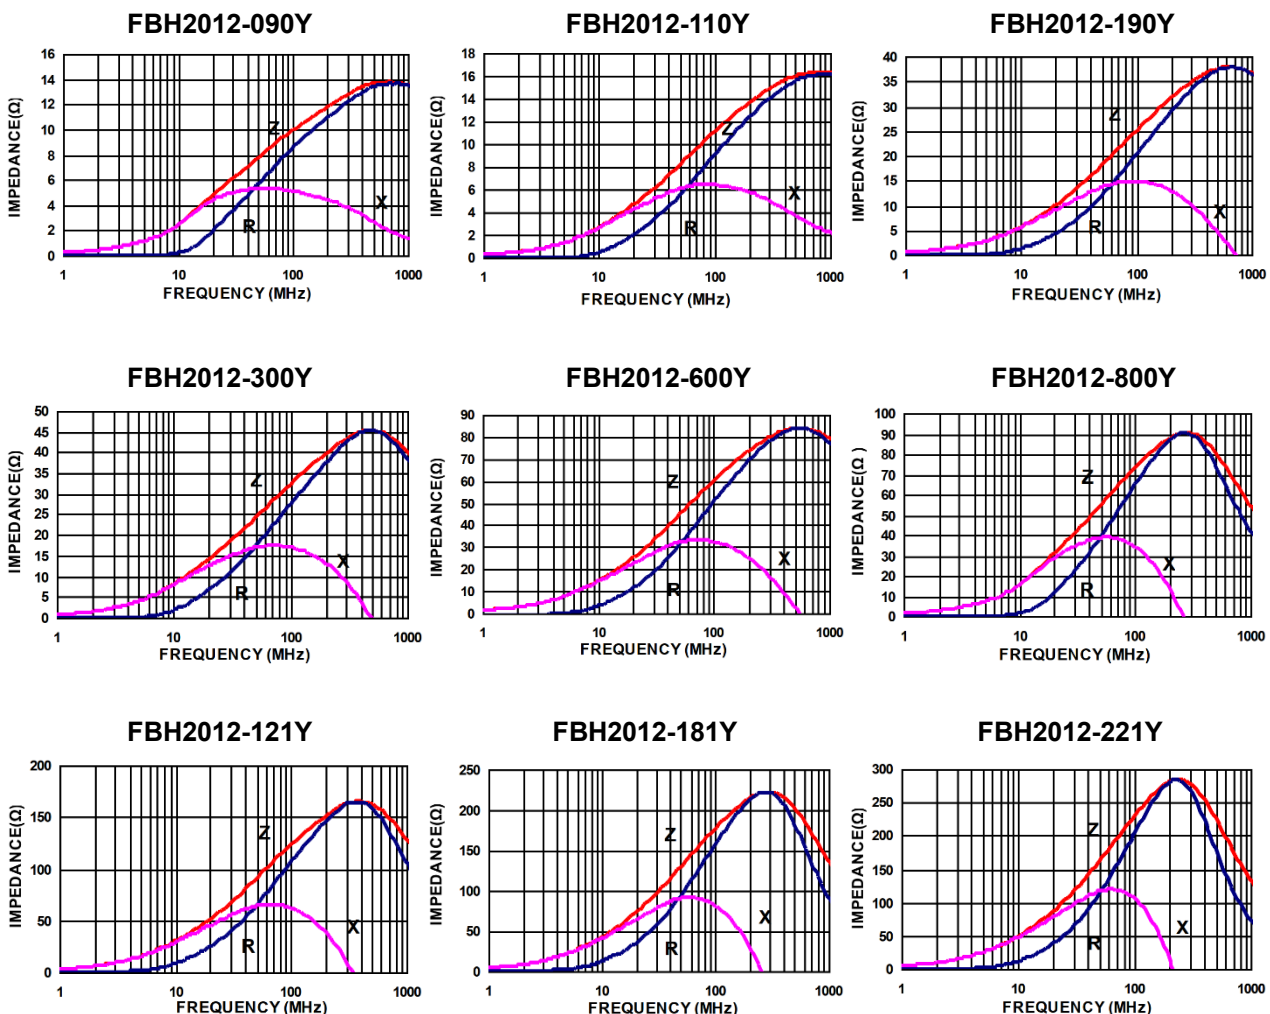 FBH2012-090Y
FBH2012-110Y
FBH2012-190Y
IMPEDANCE(Ω)
16
14
12
10
8
6
4
2
0
Z
R
X
1
10
100
1000
FREQUENCY (MHz)
IMPEDANCE(Ω)
18
16
14
12
10
8
6
4
2
0
Z
R
X
1
10
100
1000
FREQUENCY (MHz)
IMPEDANCE(Ω)
40
35
30
25
20
15
10
5
0
Z
R
X
1
10
100
1000
FREQUENCY (MHz)
FBH2012-300Y
FBH2012-600Y
FBH2012-800Y
IMPEDANCE(Ω)
50
45
40
35
30
25
20
15
10
5
0
Z
R
X
1
10
100
1000
FREQUENCY (MHz)
IMPEDANCE(Ω)
90
80
70
60
50
40
30
20
10
0
Z
R
X
1
10
100
1000
FREQUENCY (MHz)
IMPEDANCE(Ω )
100
90
80
70
60
50
40
30
20
10
0
Z
R
X
1
10
100
1000
FREQUENCY (MHz)
FBH2012-121Y
FBH2012-181Y
FBH2012-221Y
IMPEDANCE(Ω)
200
150
100
50
0
Z
R
X
1
10
100
1000
FREQUENCY (MHz)
IMPEDANCE(Ω)
250
200
150
100
50
0
Z
R
X
1
10
100
1000
FREQUENCY (MHz)
IMPEDANCE(Ω)
300
250
200
150
100
50
0
Z
R
X
1
10
100
1000
FREQUENCY (MHz)